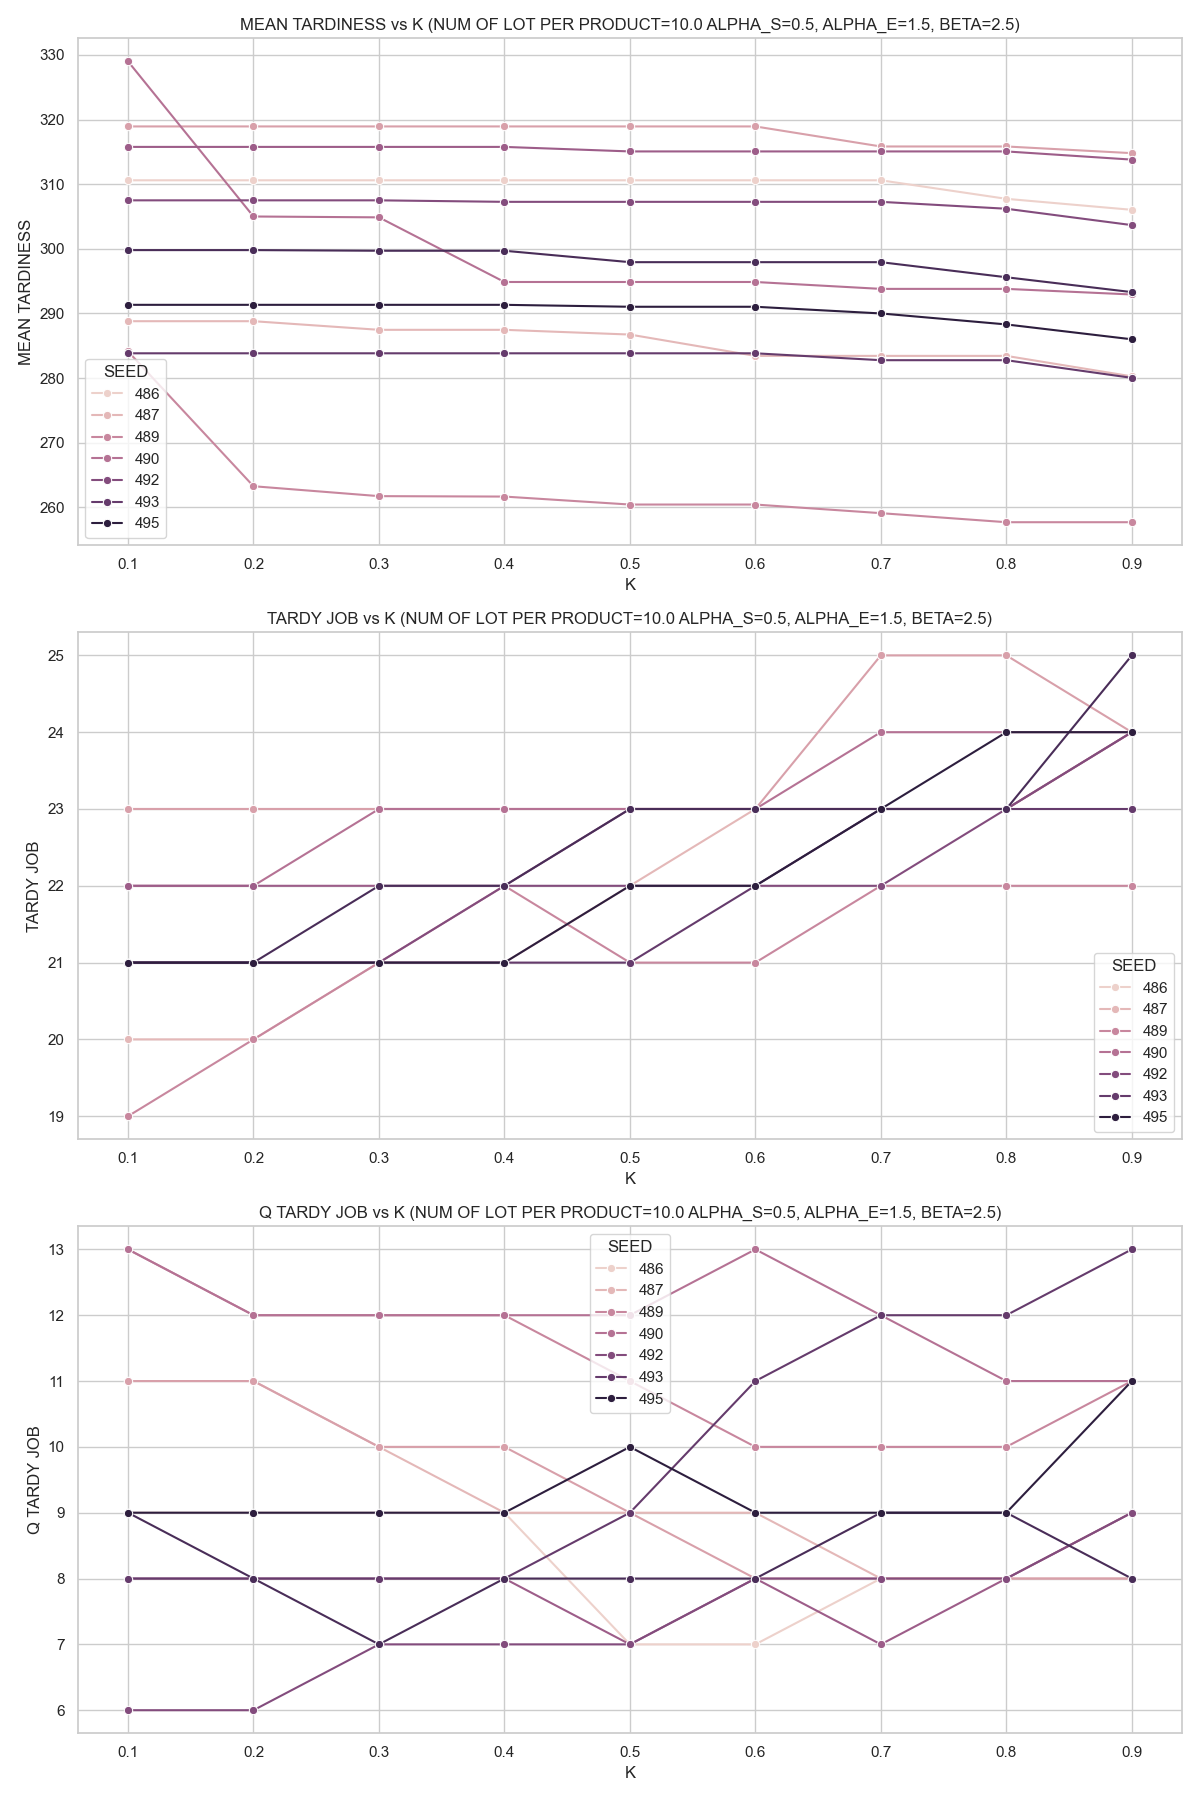 MEAN TARDINESS vs K (NUM OF LOT PER PRODUCT=10.0 ALPHA_S=0.5, ALPHA_E=1.5, BETA=2.5)
330
320
310
300
290
280
270
260
MEAN TARDINESS
SEED
486
487
489
490
492
493
495
0.1 0.2 0.3 0.4 0.5 0.6 0.7 0.8 0.9
K
TARDY JOB vs K (NUM OF LOT PER PRODUCT=10.0 ALPHA_S=0.5, ALPHA_E=1.5, BETA=2.5)
25
24
23
22
21
20
19
TARDY JOB
SEED
486
487
489
490
492
493
495
0.1 0.2 0.3 0.4 0.5 0.6 0.7 0.8 0.9
K
Q TARDY JOB vs K (NUM OF LOT PER PRODUCT=10.0 ALPHA_S=0.5, ALPHA_E=1.5, BETA=2.5)
13
12
11
10
9
8
7
6
Q TARDY JOB
SEED
486
487
489
490
492
493
495
0.1 0.2 0.3 0.4 0.5 0.6 0.7 0.8 0.9
K